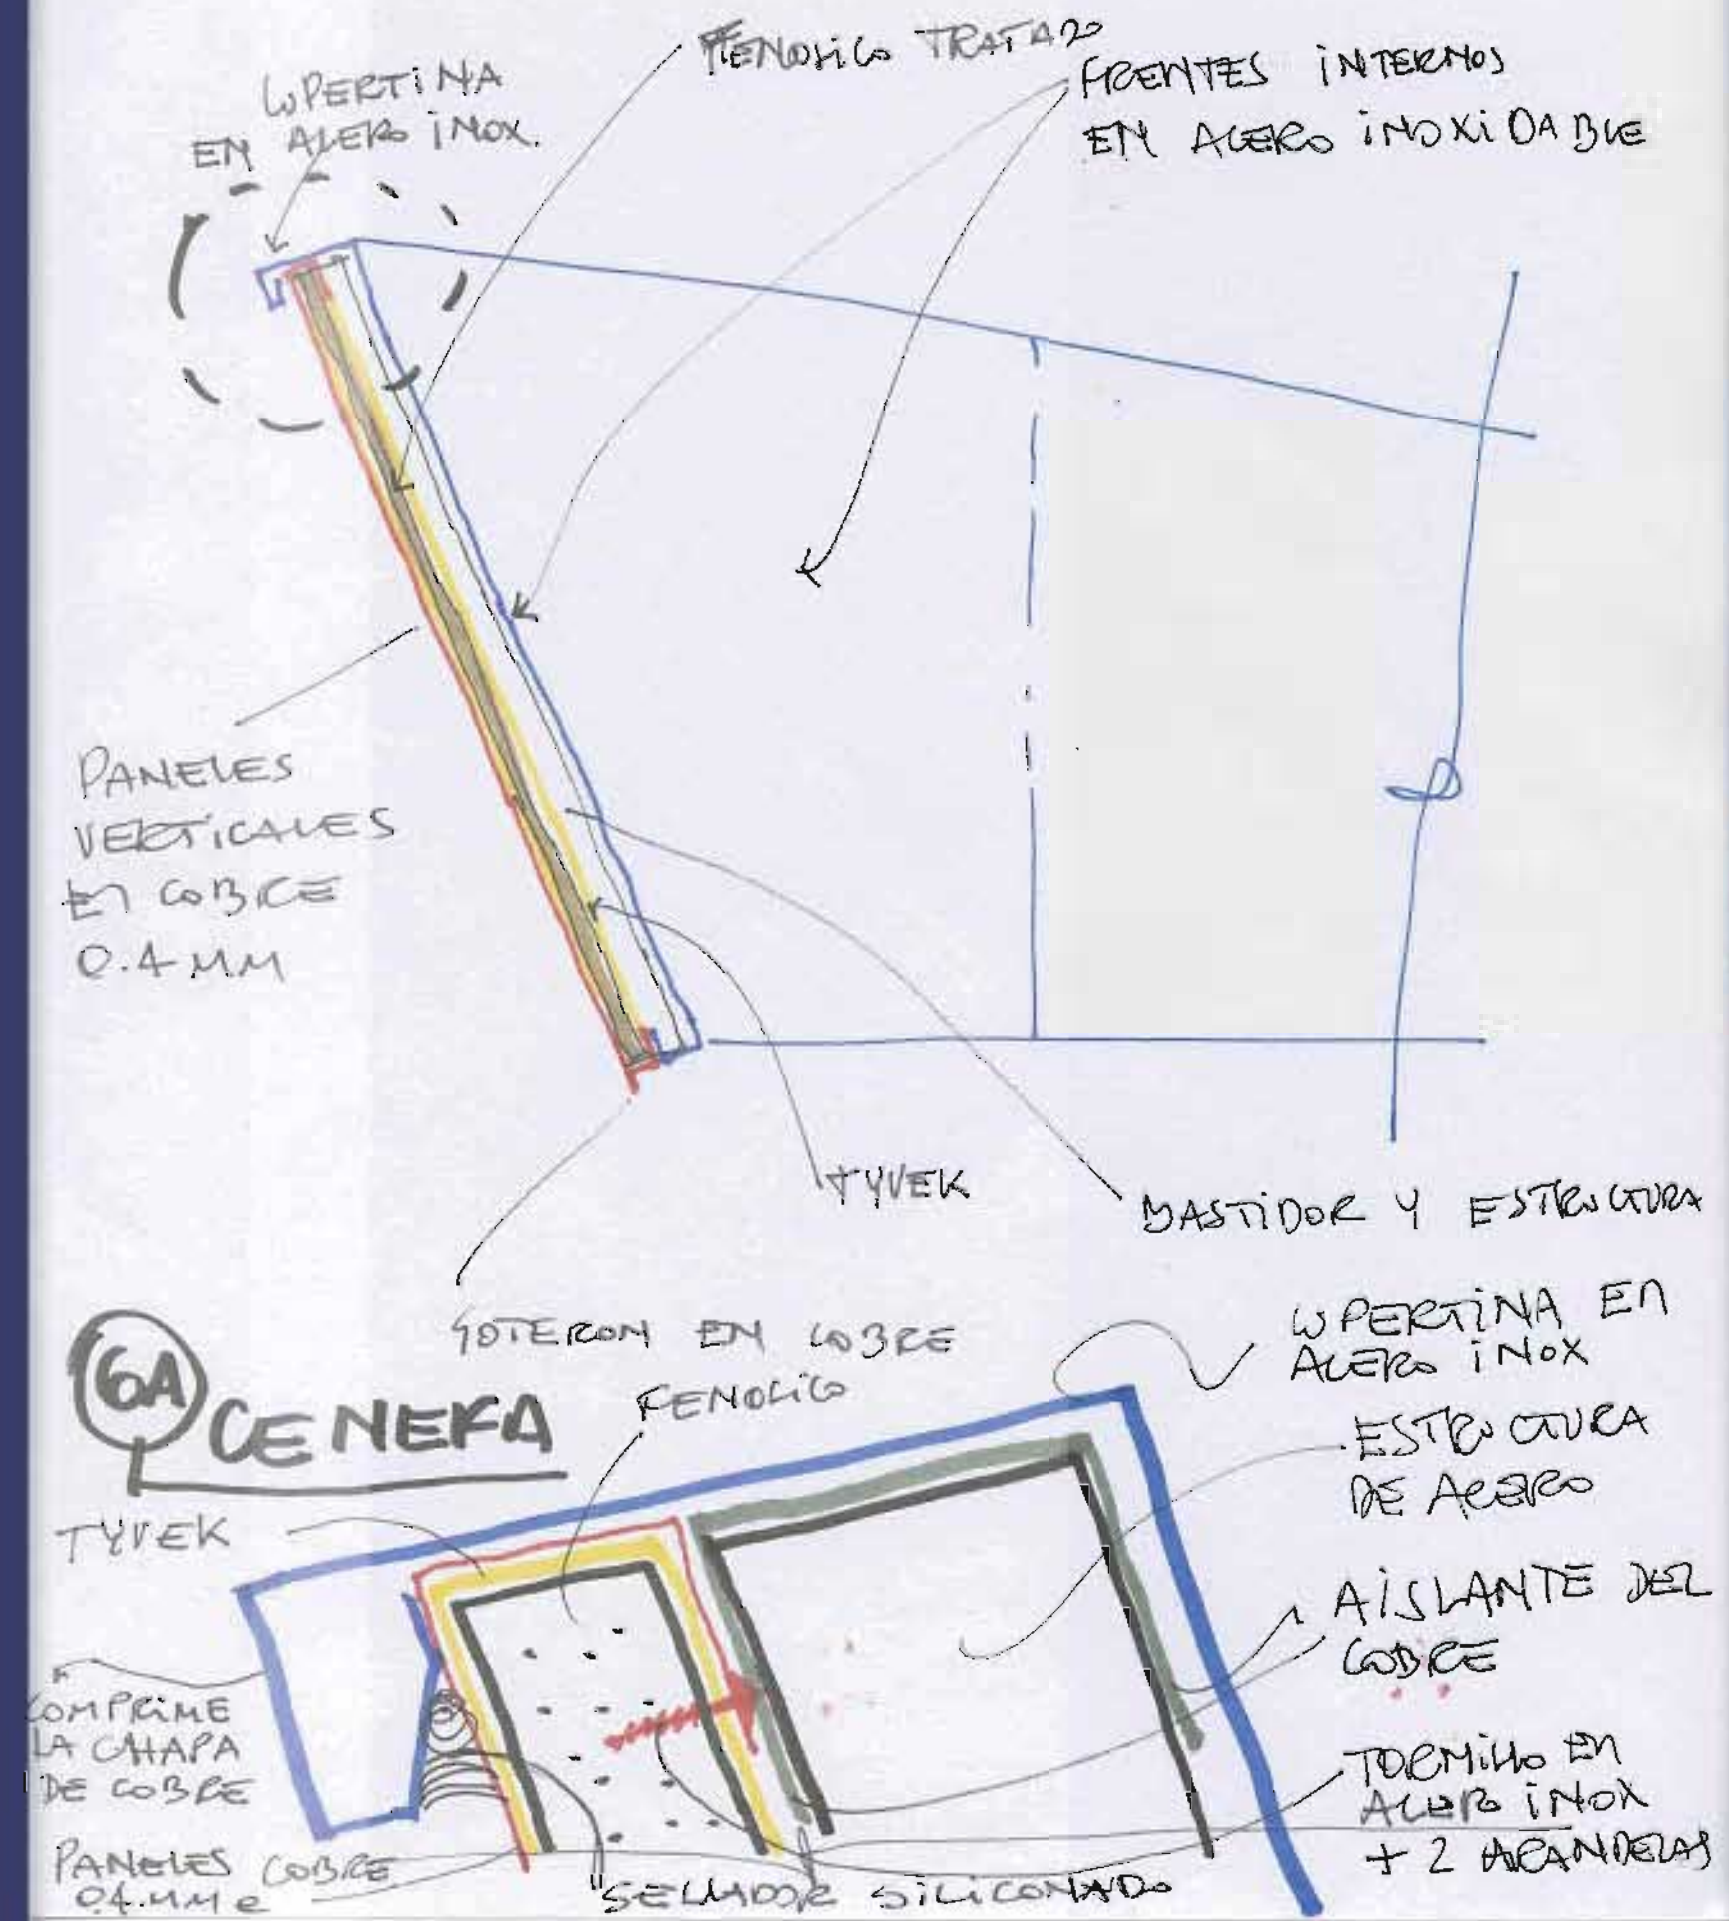 FENOLICO TRATADO
CUPERTINA
EN ACERO INOX.
FRENTES INTERNOS
EN ACERO INOXIDABLE
PANELES
VERTICALES
EN COBRE
0.4 MM
TYVEK
BASTIDOR Y ESTRUCTURA
GOTERON EN COBRE
6A CENEFA
FENOLICO
CUPERTINA EN
ACERO INOX
ESTRUCTURA
DE ACERO
TYVEK
AISLANTE DEL
COBRE
COMPRIME
LA CHAPA
DE COBRE
TORNILLO EN
ACERO INOX
+ 2 ARANDELAS
PANELES COBRE
04.MM e
SELLADOR SILICONADO